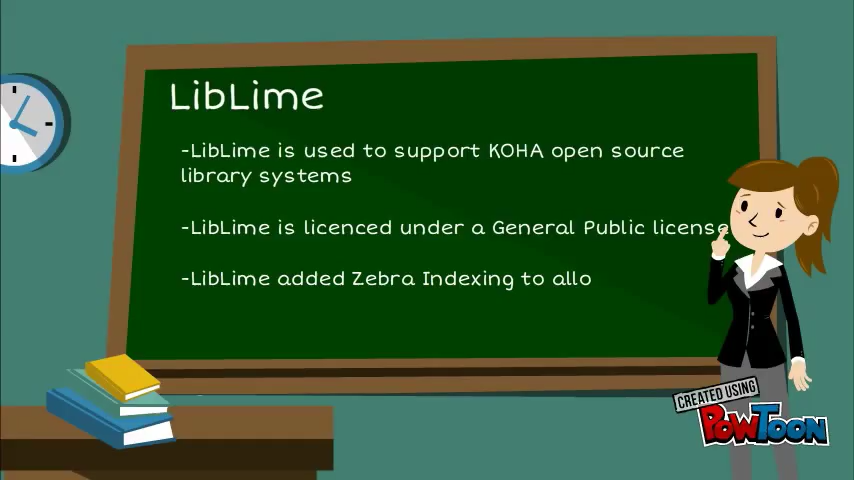 LibLime
-LibLime is used to support KOHA open source
library systems
-LibLime is licenced under a General Public license
-LibLime added Zebra Indexing to allo
CREATED USING
POWTOON